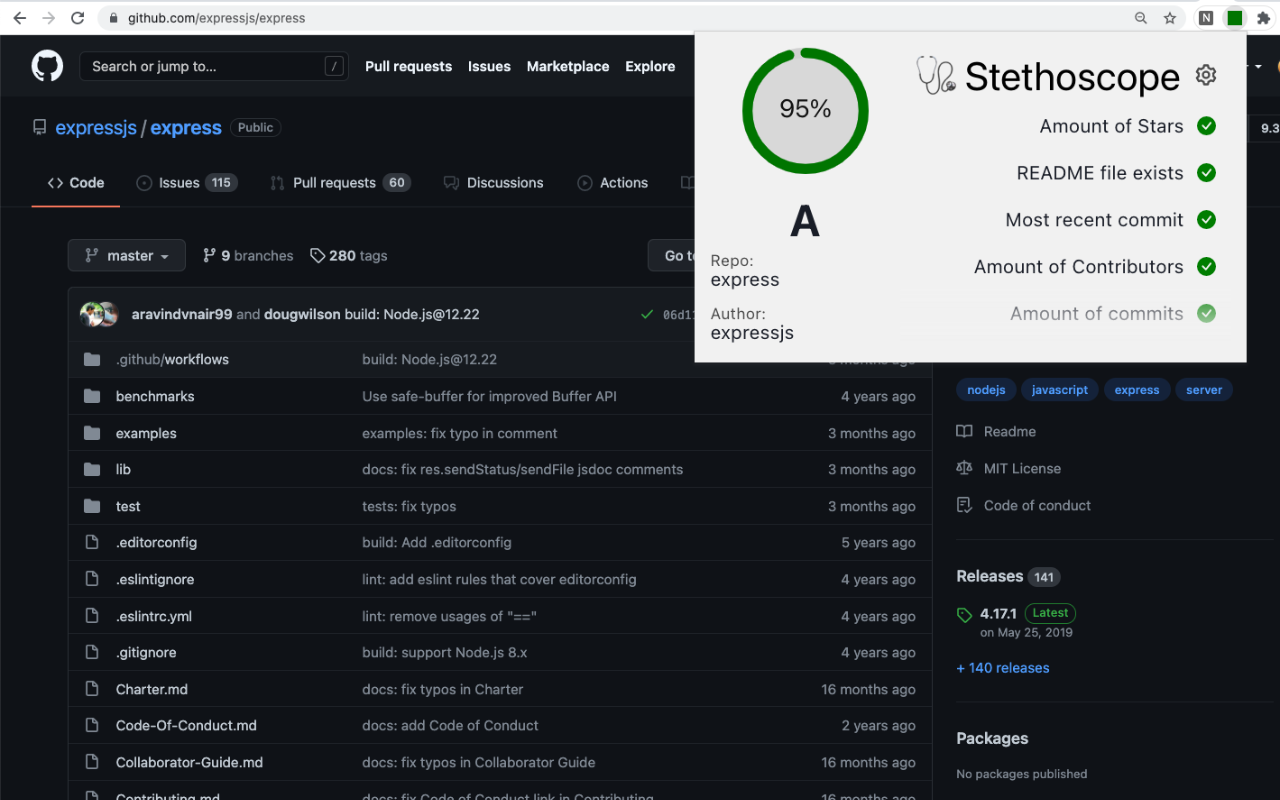 github.com/expressjs/express
N
Search or jump to…
/
Pull requests Issues Marketplace Explore
95%
Stethoscope
Amount of Stars
README file exists
Most recent commit
Amount of Contributors
Amount of commits
A
Repo:
express
Author:
expressjs
expressjs / express Public
9.3
Code Issues 115 Pull requests 60 Discussions Actions
master 9 branches 280 tags Go to
aravindvnair99 and dougwilson build: Node.js@12.22
.github/workflows build: Node.js@12.22
benchmarks Use safe-buffer for improved Buffer API 4 years ago
examples examples: fix typo in comment 3 months ago
lib docs: fix res.sendStatus/sendFile jsdoc comments 3 months ago
test tests: fix typos 3 months ago
.editorconfig build: Add .editorconfig 5 years ago
.eslintignore lint: add eslint rules that cover editorconfig 4 years ago
.eslintrc.yml lint: remove usages of "==" 4 years ago
.gitignore build: support Node.js 8.x 4 years ago
Charter.md docs: fix typos in Charter 16 months ago
Code-Of-Conduct.md docs: add Code of Conduct 2 years ago
Collaborator-Guide.md docs: fix typos in Collaborator Guide 16 months ago
Contributing.md docs: fix Code of Conduct link in Contributing 16 months ago
nodejs javascript express server
Readme
MIT License
Code of conduct
Releases 141
4.17.1 Latest
on May 25, 2019
+ 140 releases
Packages
No packages published